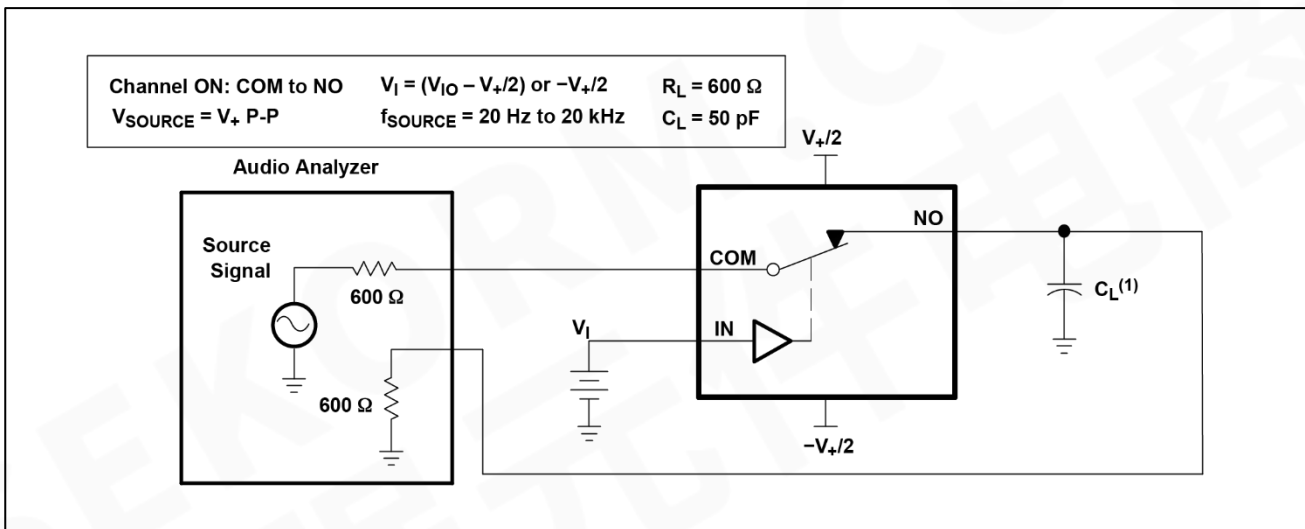 Channel ON: COM to NO V_I = (V_IO – V_+/2) or −V_+/2 R_L = 600 Ω
V_SOURCE = V_+ P-P f_SOURCE = 20 Hz to 20 kHz C_L = 50 pF
Audio Analyzer
V_+/2
NO
Source
Signal
COM
600 Ω
C_L(1)
V_I
IN
600 Ω
−V_+/2